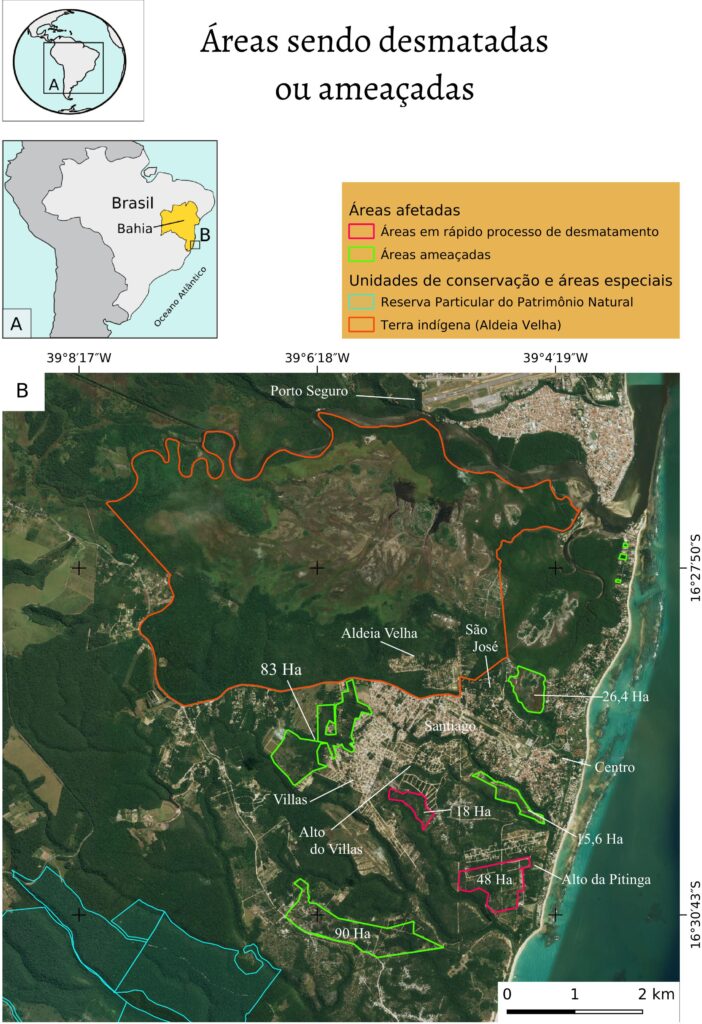 Áreas sendo desmatadas
ou ameaçadas
A
Brasil
Bahia
B
Oceano Atlântico
A
Áreas afetadas
Áreas em rápido processo de desmatamento
Áreas ameaçadas
Unidades de conservação e áreas especiais
Reserva Particular do Patrimônio Natural
Terra indígena (Aldeia Velha)
39°8'17"W
39°6'18"W
39°4'19"W
B
Porto Seguro
16°27'50"S
Aldeia Velha
São
José
83 Ha
26,4 Ha
Santiago
Centro
Villas
18 Ha
Alto
do Villas
15,6 Ha
48 Ha
Alto da Pitinga
16°30'43"S
90 Ha
0 1 2 km